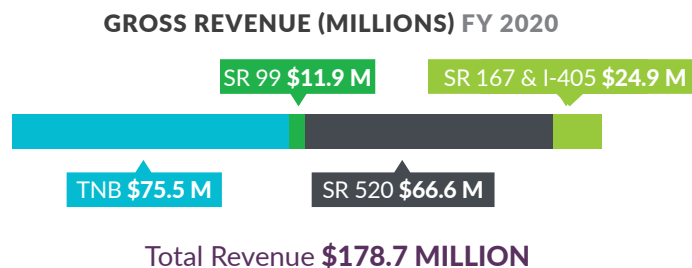 GROSS REVENUE (MILLIONS) FY 2020
SR 99 $11.9 M
SR 167 & I-405 $24.9 M
TNB $75.5 M
SR 520 $66.6 M
Total Revenue $178.7 MILLION